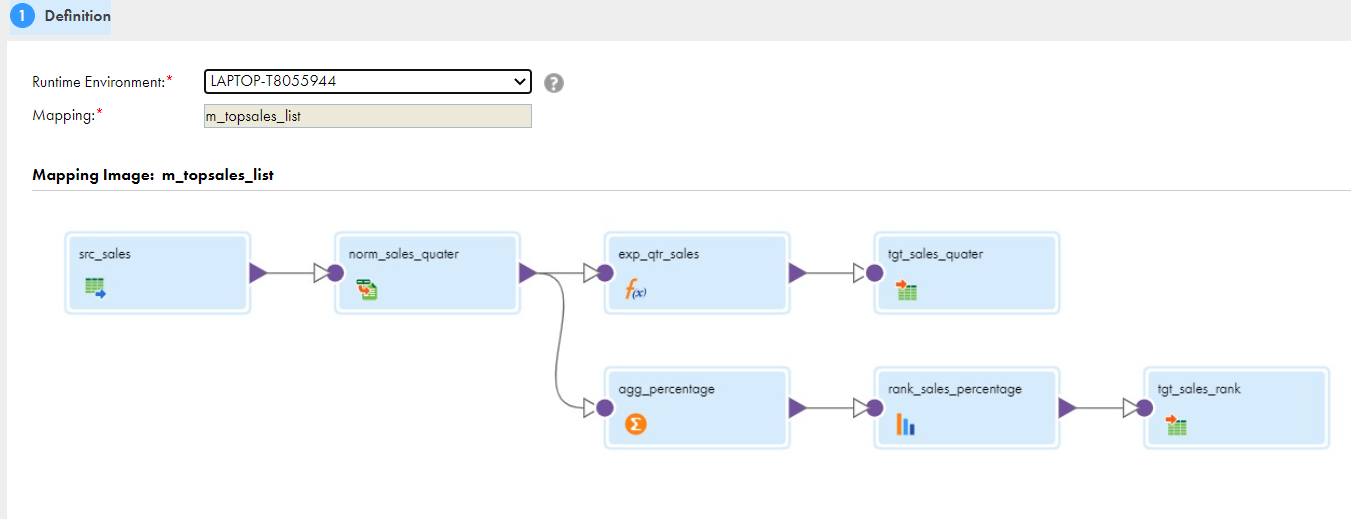 1 Definition
Runtime Environment:* LAPTOP-T8055944 ?
Mapping:* m_topsales_list
Mapping Image: m_topsales_list
src_sales
norm_sales_quater
exp_qtr_sales
f(x)
tgt_sales_quater
agg_percentage
Σ
rank_sales_percentage
tgt_sales_rank